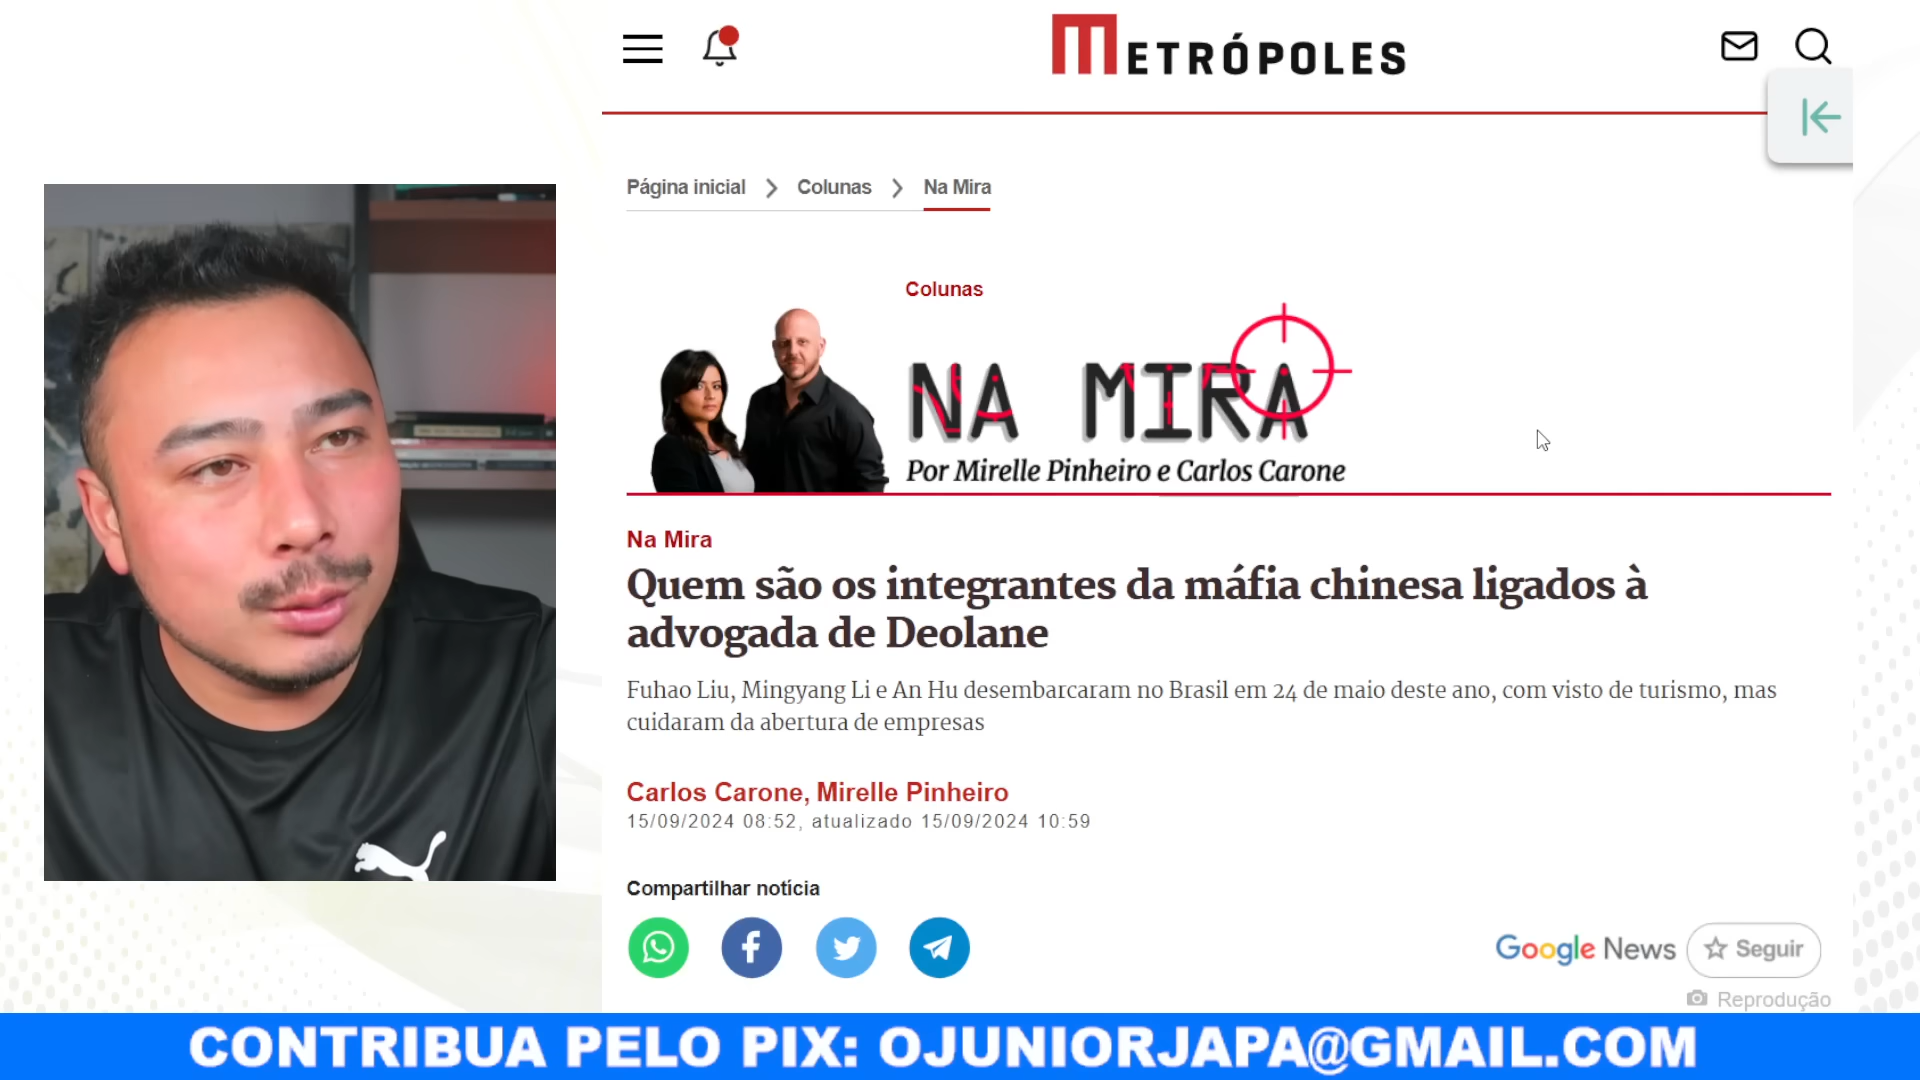 METRÓPOLES
Página inicial
Colunas
Na Mira
Colunas
NA MIRA
Por Mirelle Pinheiro e Carlos Carone
Na Mira
Quem são os integrantes da máfia chinesa ligados à
advogada de Deolane
Fuhao Liu, Mingyang Li e An Hu desembarcaram no Brasil em 24 de maio deste ano, com visto de turismo, mas
cuidaram da abertura de empresas
Carlos Carone, Mirelle Pinheiro
15/09/2024 08:52, atualizado 15/09/2024 10:59
Compartilhar notícia
Google News
Seguir
Reprodução
CONTRIBUA PELO PIX: OJUNIORJAPA@GMAIL.COM